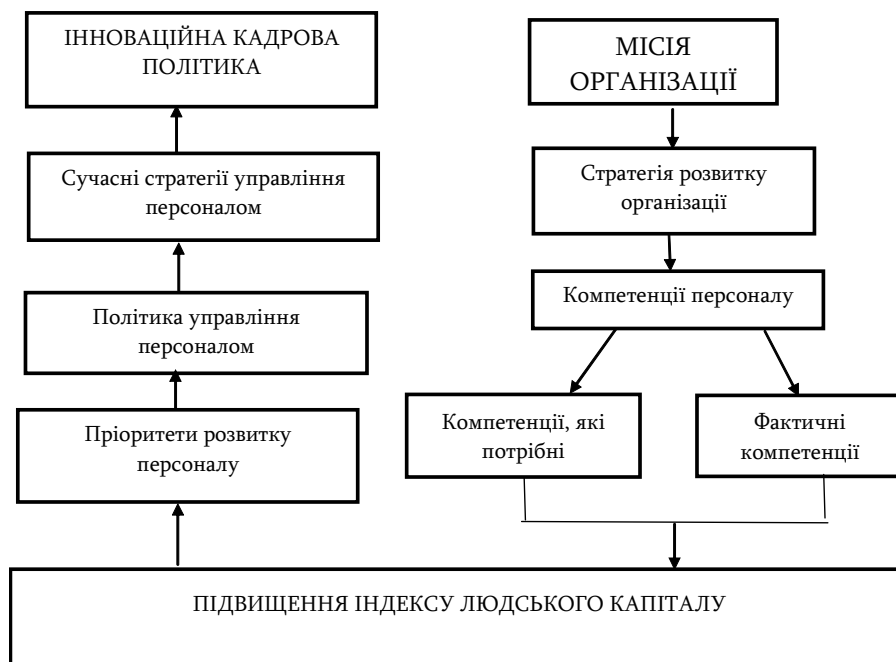 ІННОВАЦІЙНА КАДРОВА
ПОЛІТИКА
Сучасні стратегії управління
персоналом
Політика управління
персоналом
Пріоритети розвитку
персоналу
МІСІЯ
ОРГАНІЗАЦІЇ
Стратегія розвитку
організації
Компетенції персоналу
Компетенції, які
потрібні
Фактичні
компетенції
ПІДВИЩЕННЯ ІНДЕКСУ ЛЮДСЬКОГО КАПІТАЛУ